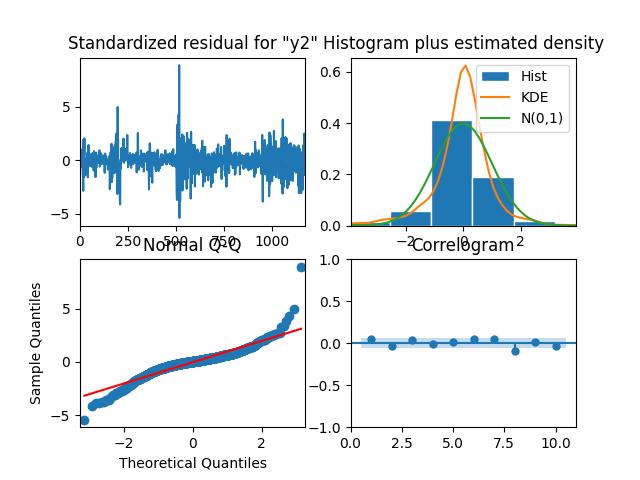 Standardized residual for "y2"
Histogram plus estimated density
5
0
−5
0 250 500 750 1000
0.6
0.4
0.2
0.0
−2 0 2
Hist
KDE
N(0,1)
Normal Q-Q
Sample Quantiles
5
0
−5
−2 0 2
Theoretical Quantiles
Correlogram
1.0
0.5
0.0
−0.5
−1.0
0.0 2.5 5.0 7.5 10.0